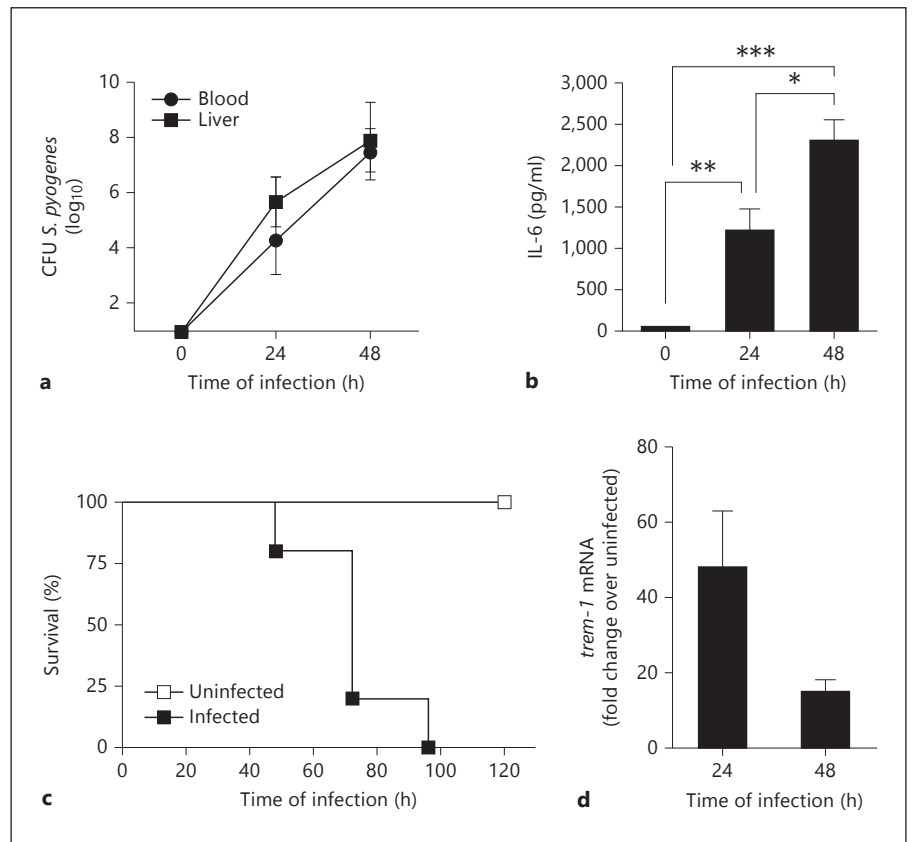 10
8
6
4
2
CFU S. pyogenes
(log10)
Blood
Liver
0
24
48
Time of infection (h)
a
3,000
2,500
2,000
1,500
1,000
500
0
IL-6 (pg/ml)
***
*
**
0
24
48
Time of infection (h)
b
100
75
50
25
0
Survival (%)
Uninfected
Infected
0
20
40
60
80
100
120
Time of infection (h)
c
80
60
40
20
0
trem-1 mRNA
(fold change over uninfected)
24
48
Time of infection (h)
d